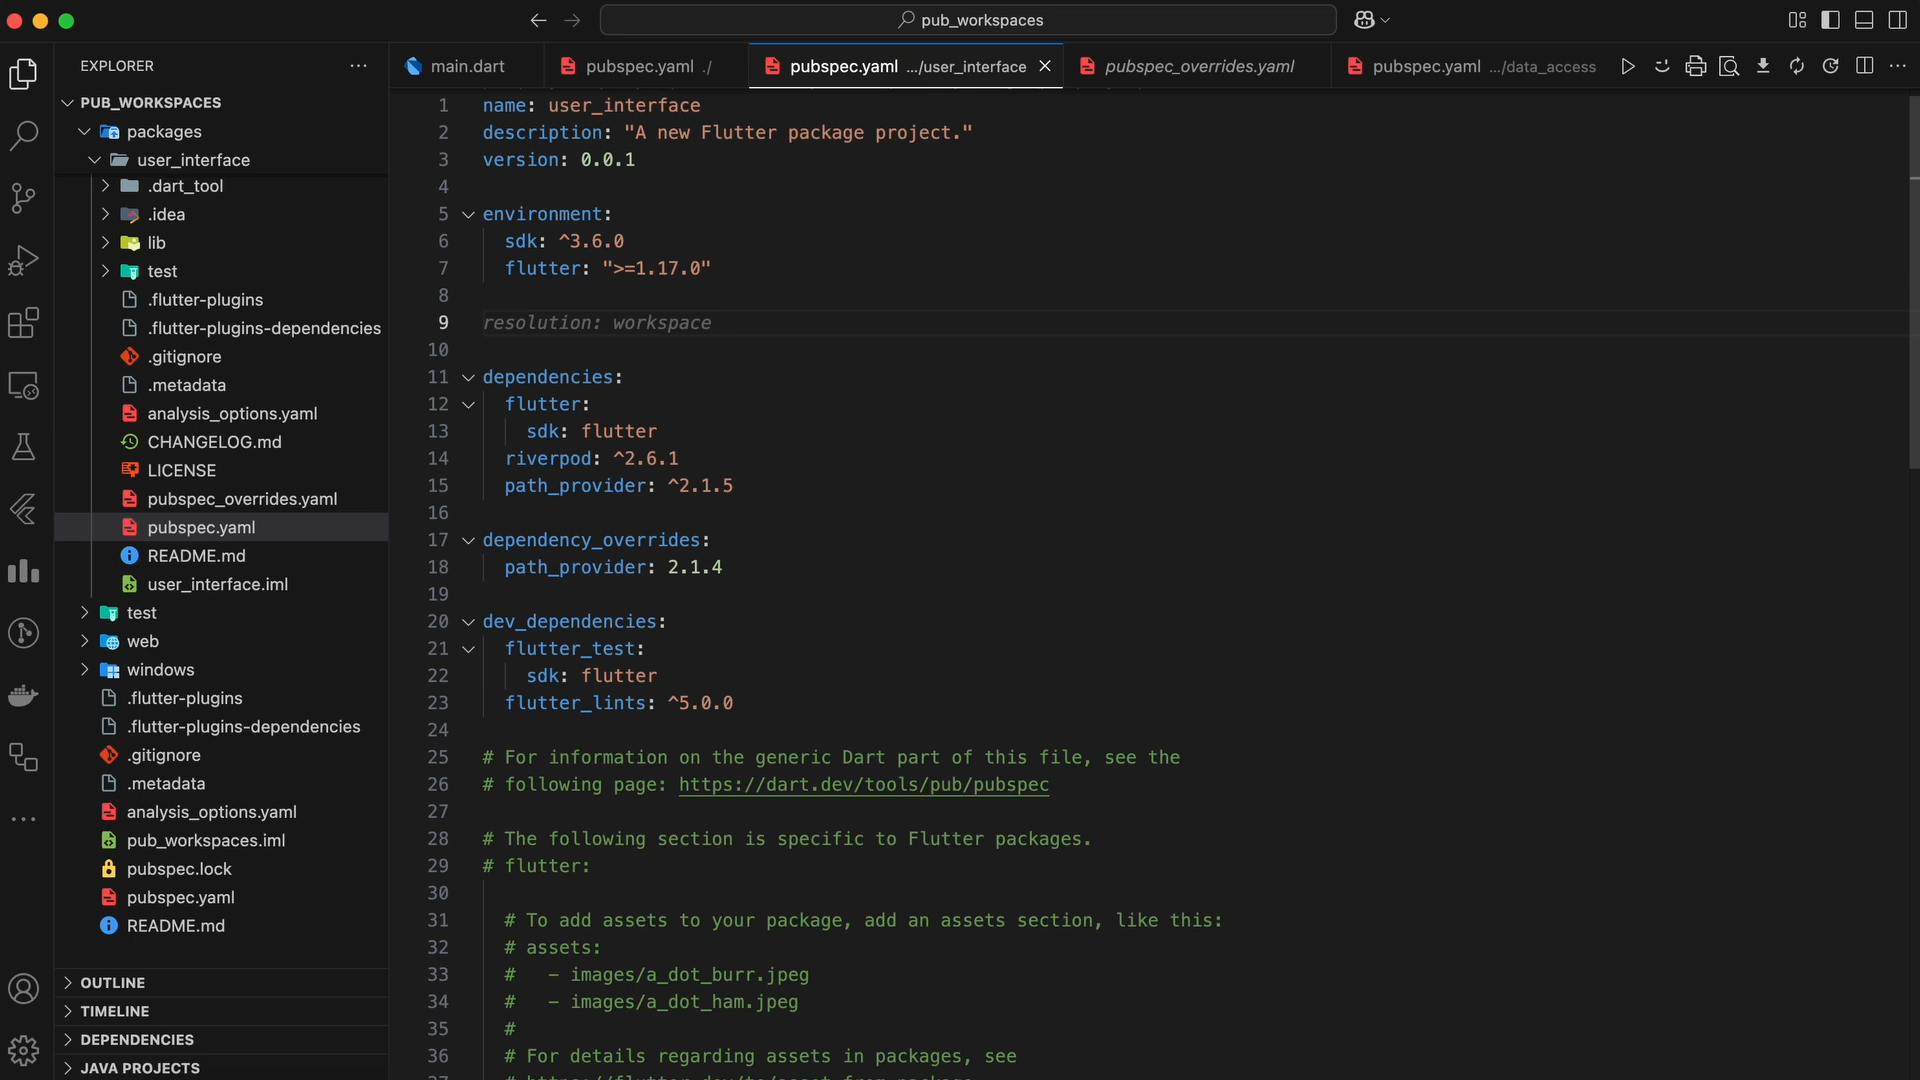 pub_workspaces
EXPLORER
main.dart
pubspec.yaml ./
pubspec.yaml .../user_interface
pubspec_overrides.yaml
pubspec.yaml .../data_access
PUB_WORKSPACES
packages
user_interface
.dart_tool
.idea
lib
test
.flutter-plugins
.flutter-plugins-dependencies
.gitignore
.metadata
analysis_options.yaml
CHANGELOG.md
LICENSE
pubspec_overrides.yaml
pubspec.yaml
README.md
user_interface.iml
test
web
windows
.flutter-plugins
.flutter-plugins-dependencies
.gitignore
.metadata
analysis_options.yaml
pub_workspaces.iml
pubspec.lock
pubspec.yaml
README.md
OUTLINE
TIMELINE
DEPENDENCIES
JAVA PROJECTS
1 name: user_interface
2 description: "A new Flutter package project."
3 version: 0.0.1
4
5 environment:
6 sdk: ^3.6.0
7 flutter: ">=1.17.0"
8
9 resolution: workspace
10
11 dependencies:
12 flutter:
13 sdk: flutter
14 riverpod: ^2.6.1
15 path_provider: ^2.1.5
16
17 dependency_overrides:
18 path_provider: 2.1.4
19
20 dev_dependencies:
21 flutter_test:
22 sdk: flutter
23 flutter_lints: ^5.0.0
24
25 # For information on the generic Dart part of this file, see the
26 # following page: https://dart.dev/tools/pub/pubspec
27
28 # The following section is specific to Flutter packages.
29 # flutter:
30
31 # To add assets to your package, add an assets section, like this:
32 # assets:
33 # - images/a_dot_burr.jpeg
34 # - images/a_dot_ham.jpeg
35 #
36 # For details regarding assets in packages, see